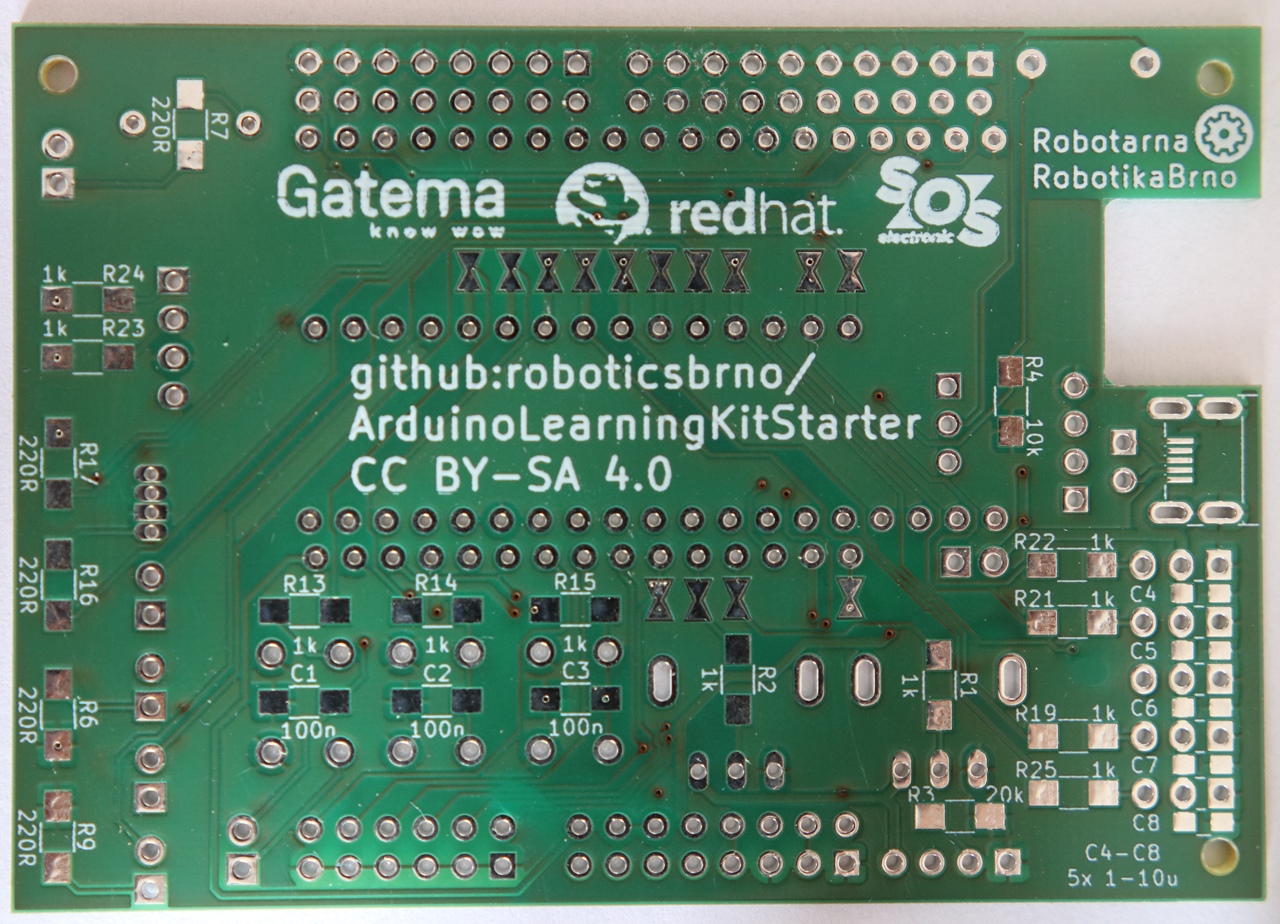 Robotarna
RobotikaBrno
C4
C5
C6
C7
C8
C4-C8
5x 1-10u
1k
1k
1k
1k
R22
R21
R19
R25
R4 10k
20k
R3
R1
1k
SOS
electronic
redhat.
Gatema
know wow
github:roboticsbrno/
ArduinoLearningKitStarter
CC BY-SA 4.0
R2
1k
R15
1k
C3
100n
R14
1k
C2
100n
R13
1k
C1
100n
R7
220R
R24
R23
1k
1k
R17
220R
R16
220R
R6
220R
R9
220R